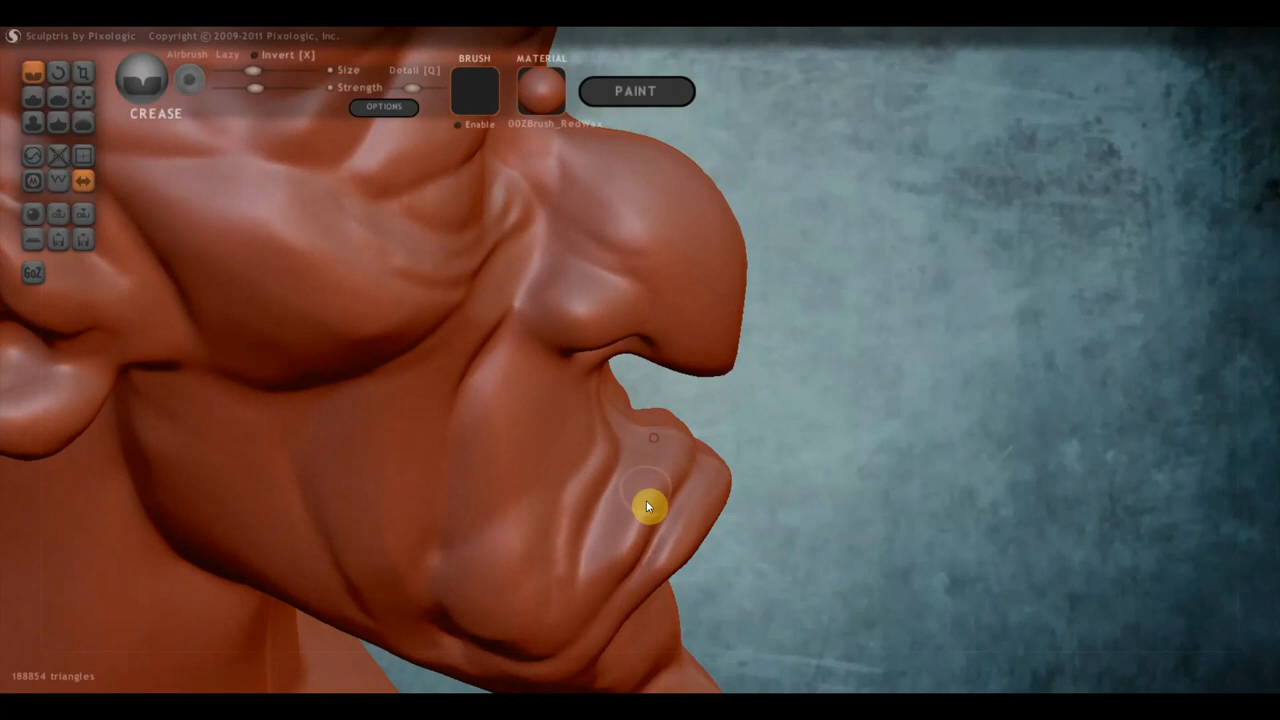 Sculptris by Pixologic Copyright © 2009-2011 Pixologic, Inc.
Airbrush Lazy Invert [X]
Size Detail [Q]
Strength
OPTIONS
CREASE
BRUSH
Enable
MATERIAL
00ZBrush_RedWax
PAINT
GoZ
188854 triangles